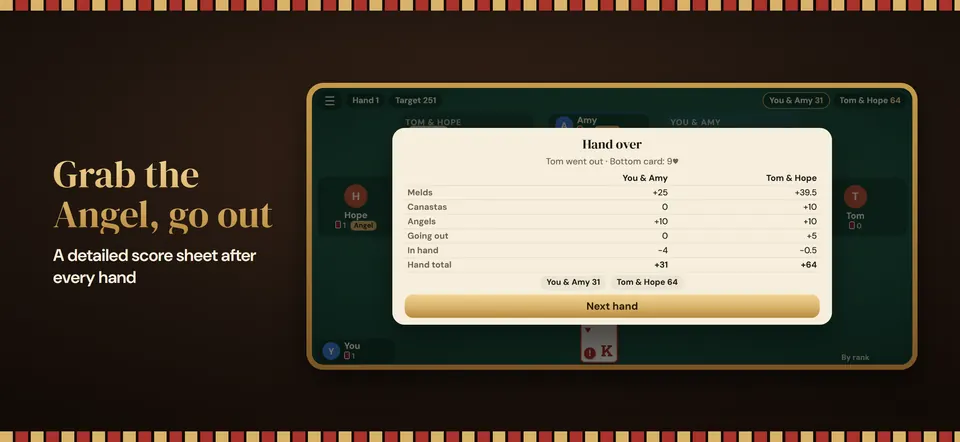 Grab the
Angel, go out
A detailed score sheet after
every hand
☰ Hand 1 Target 251 You & Amy 31 Tom & Hope 64
TOM & HOPE A Amy YOU & AMY
Hand over
Tom went out · Bottom card: 9♥
You & Amy Tom & Hope
Melds +25 +39.5
Canastas 0 +10
Angels +10 +10
Going out 0 +5
In hand −4 −0.5
Hand total +31 +64
You & Amy 31 Tom & Hope 64
Next hand
H
Hope
1 Angel
T
Tom
0
Y You
1
K
By rank